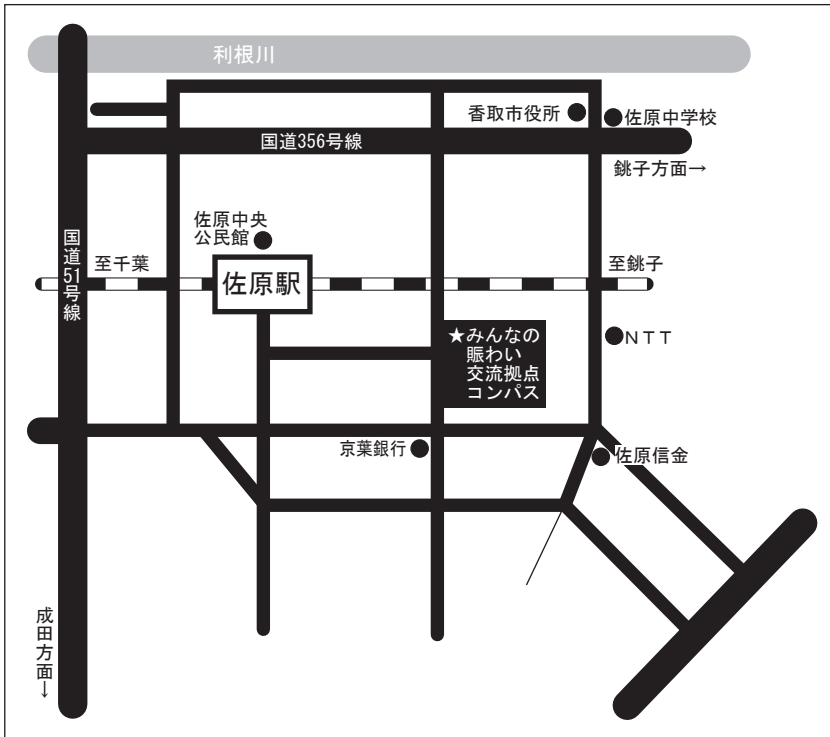 利根川
香取市役所
佐原中学校
国道356号線
銚子方面→
佐原中央
公民館
国道51号線
至千葉
佐原駅
至銚子
★みんなの
賑わい
交流拠点
コンパス
NTT
京葉銀行
佐原信金
成田方面→